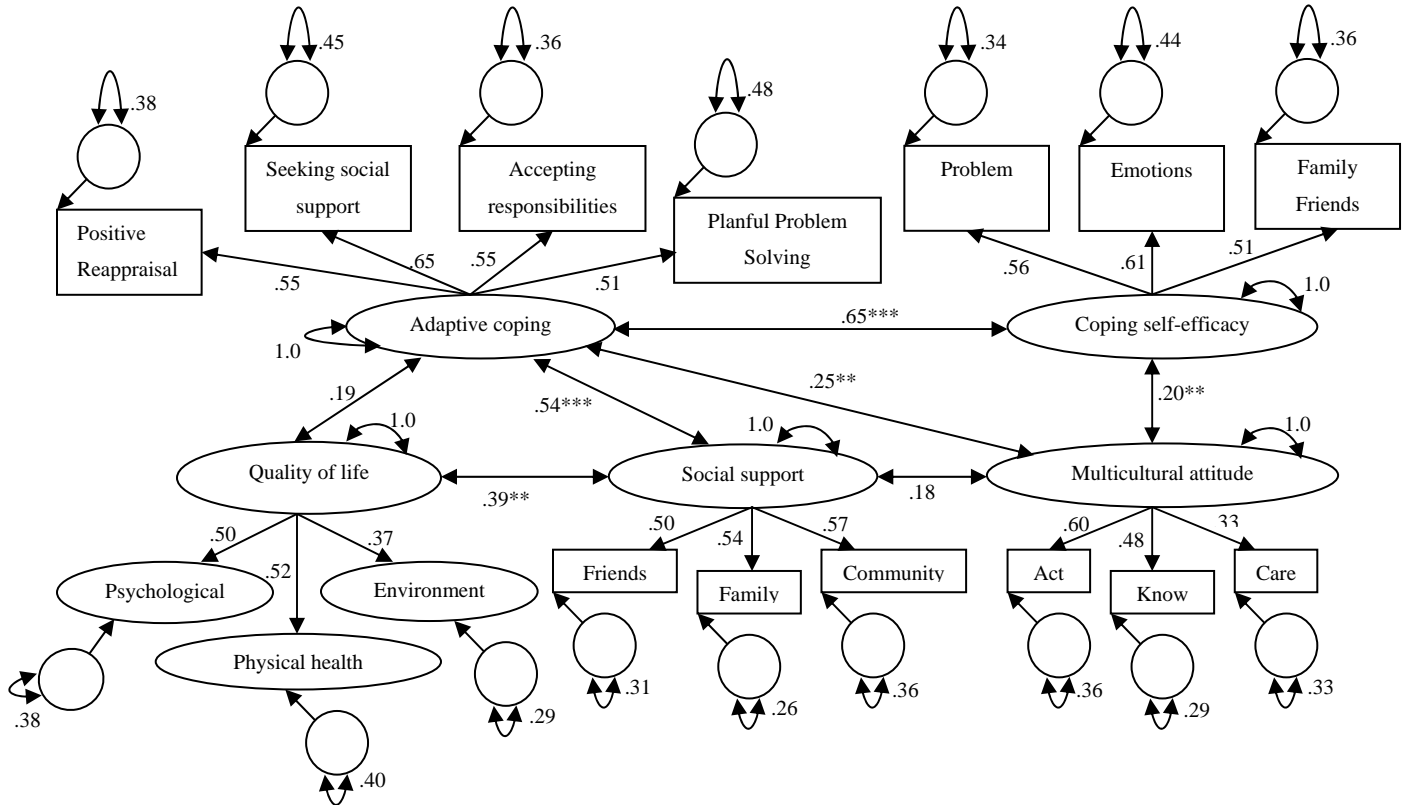 .45
.36
.34
.44
.36
.38
.48
Seeking social
support
Accepting
responsibilities
Problem
Emotions
Family
Friends
Positive
Reappraisal
Planful Problem
Solving
.55
.65
.55
.51
.56
.61
.51
1.0
Adaptive coping
.65***
Coping self-efficacy
1.0
.19
.54***
.25**
.20**
1.0
1.0
1.0
Quality of life
Social support
Multicultural attitude
.39**
.18
.50
.52
.37
.50
.54
.57
.60
.48
.33
Psychological
Environment
Friends
Family
Community
Act
Know
Care
Physical health
.38
.40
.29
.31
.26
.36
.36
.29
.33